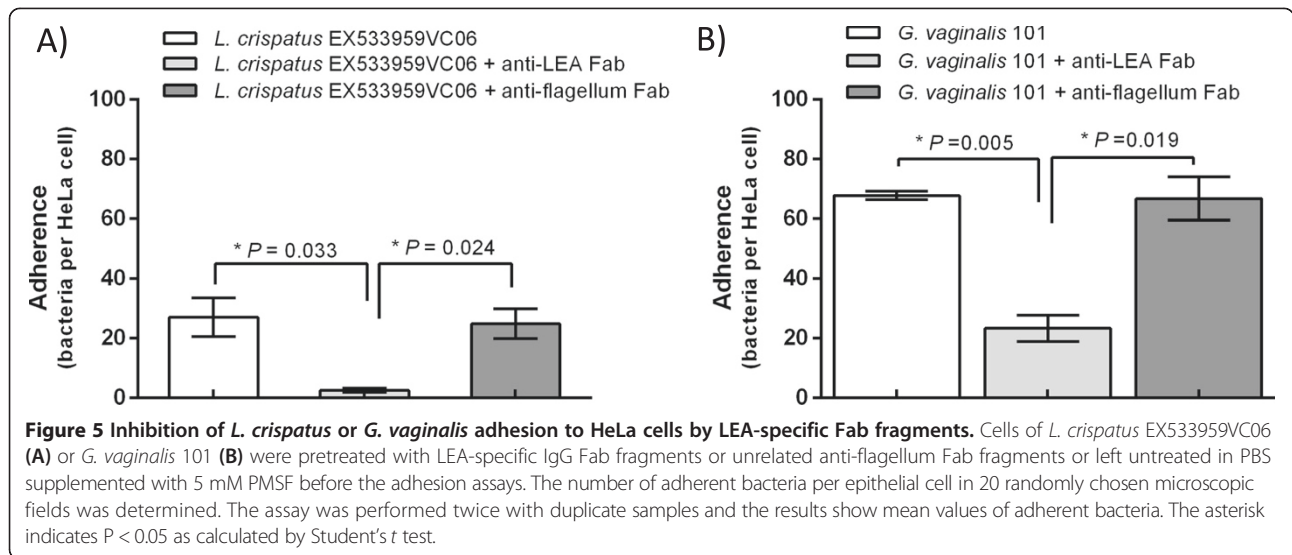 A)
L. crispatus EX533959VC06
L. crispatus EX533959VC06 + anti-LEA Fab
L. crispatus EX533959VC06 + anti-flagellum Fab
Adherence
(bacteria per HeLa cell)
100
80
60
40
20
0
* P = 0.033
* P = 0.024
B)
G. vaginalis 101
G. vaginalis 101 + anti-LEA Fab
G. vaginalis 101 + anti-flagellum Fab
Adherence
(bacteria per HeLa cell)
100
80
60
40
20
0
* P =0.005
* P =0.019
Figure 5 Inhibition of L. crispatus or G. vaginalis adhesion to HeLa cells by LEA-specific Fab fragments. Cells of L. crispatus EX533959VC06
(A) or G. vaginalis 101 (B) were pretreated with LEA-specific IgG Fab fragments or unrelated anti-flagellum Fab fragments or left untreated in PBS
supplemented with 5 mM PMSF before the adhesion assays. The number of adherent bacteria per epithelial cell in 20 randomly chosen microscopic
fields was determined. The assay was performed twice with duplicate samples and the results show mean values of adherent bacteria. The asterisk
indicates P < 0.05 as calculated by Student's t test.